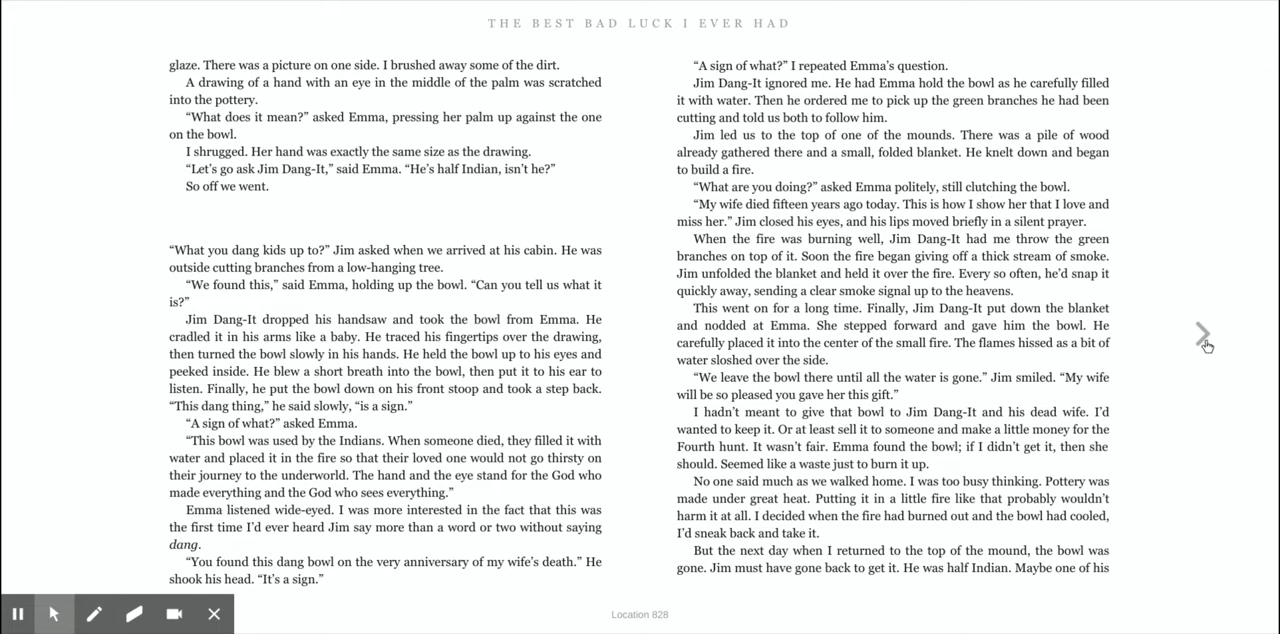 THE BEST BAD LUCK I EVER HAD
glaze. There was a picture on one side. I brushed away some of the dirt.
A drawing of a hand with an eye in the middle of the palm was scratched
into the pottery.
“What does it mean?” asked Emma, pressing her palm up against the one
on the bowl.
I shrugged. Her hand was exactly the same size as the drawing.
“Let’s go ask Jim Dang-It,” said Emma. “He’s half Indian, isn’t he?”
So off we went.
“What you dang kids up to?” Jim asked when we arrived at his cabin. He was
outside cutting branches from a low-hanging tree.
“We found this,” said Emma, holding up the bowl. “Can you tell us what it
is?”
Jim Dang-It dropped his handsaw and took the bowl from Emma. He
cradled it in his arms like a baby. He traced his fingertips over the drawing,
then turned the bowl slowly in his hands. He held the bowl up to his eyes and
peeked inside. He blew a short breath into the bowl, then put it to his ear to
listen. Finally, he put the bowl down on his front stoop and took a step back.
“This dang thing,” he said slowly, “is a sign.”
“A sign of what?” asked Emma.
“This bowl was used by the Indians. When someone died, they filled it with
water and placed it in the fire so that their loved one would not go thirsty on
their journey to the underworld. The hand and the eye stand for the God who
made everything and the God who sees everything.”
Emma listened wide-eyed. I was more interested in the fact that this was
the first time I’d ever heard Jim say more than a word or two without saying
dang.
“You found this dang bowl on the very anniversary of my wife’s death.” He
shook his head. “It’s a sign.”
“A sign of what?” I repeated Emma’s question.
Jim Dang-It ignored me. He had Emma hold the bowl as he carefully filled
it with water. Then he ordered me to pick up the green branches he had been
cutting and told us both to follow him.
Jim led us to the top of one of the mounds. There was a pile of wood
already gathered there and a small, folded blanket. He knelt down and began
to build a fire.
“What are you doing?” asked Emma politely, still clutching the bowl.
“My wife died fifteen years ago today. This is how I show her that I love and
miss her.” Jim closed his eyes, and his lips moved briefly in a silent prayer.
When the fire was burning well, Jim Dang-It had me throw the green
branches on top of it. Soon the fire began giving off a thick stream of smoke.
Jim unfolded the blanket and held it over the fire. Every so often, he’d snap it
quickly away, sending a clear smoke signal up to the heavens.
This went on for a long time. Finally, Jim Dang-It put down the blanket
and nodded at Emma. She stepped forward and gave him the bowl. He
carefully placed it into the center of the small fire. The flames hissed as a bit of
water sloshed over the side.
“We leave the bowl there until all the water is gone.” Jim smiled. “My wife
will be so pleased you gave her this gift.”
I hadn’t meant to give that bowl to Jim Dang-It and his dead wife. I’d
wanted to keep it. Or at least sell it to someone and make a little money for the
Fourth hunt. It wasn’t fair. Emma found the bowl; if I didn’t get it, then she
should. Seemed like a waste just to burn it up.
No one said much as we walked home. I was too busy thinking. Pottery was
made under great heat. Putting it in a little fire like that probably wouldn’t
harm it at all. I decided when the fire had burned out and the bowl had cooled,
I’d sneak back and take it.
But the next day when I returned to the top of the mound, the bowl was
gone. Jim must have gone back to get it. He was half Indian. Maybe one of his
Location 828